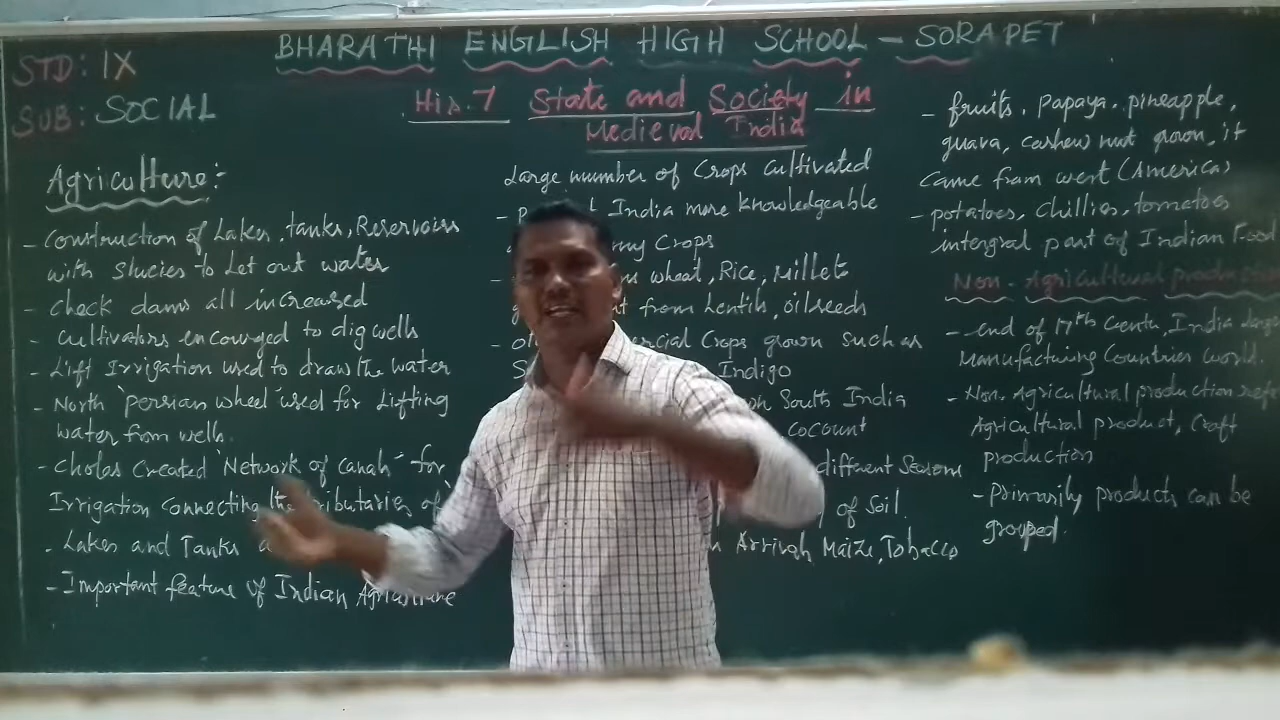 BHARATHI ENGLISH HIGH SCHOOL - SORAPET
STD: IX
SUB: SOCIAL
His. 7 State and Society in
Medieval India
Agriculture:-
- Construction of Lakes, tanks, Reservoirs
with slucies to Let out water
- check dams all increased
- cultivators encouraged to dig wells
- Lift Irrigation used to draw the water
- North 'persian wheel' used for Lifting
water from wells.
- Cholas Created 'Network of canals' for
Irrigation connecting the tributaries of
- Lakes and Tanks
- Important feature of Indian Agriculture
Large number of Crops cultivated
- India more knowledgeable
Crops
- wheat, Rice, Millets
from Lentils, oilseeds
- Crops grown such as
Indigo
South India
cocount
different Seasons
of Soil.
Arrival Maize, Tobacco
- fruits, papaya, pineapple,
guava, cashew nut grown, it
came from west (America)
- potatoes, chillies, tomatoes
intergral part of Indian Food
Non-Agricultural
- end of 17th Centu, India
Manufacturing Countries world.
- Non. Agricultural production
Agricultural product, Craft
production
- Primarily products can be
grouped.